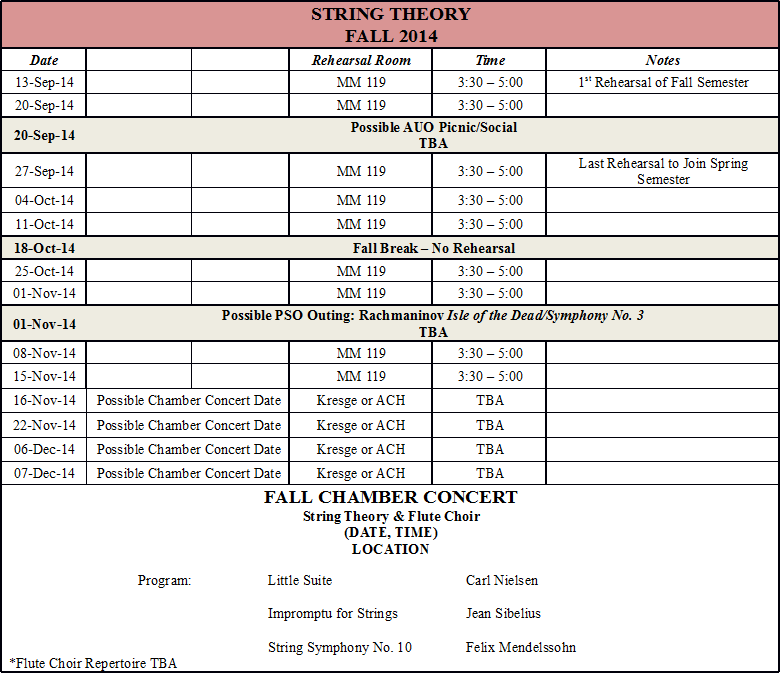 STRING THEORY
FALL 2014
Date Rehearsal Room Time Notes
13-Sep-14 MM 119 3:30 – 5:00 1st Rehearsal of Fall Semester
20-Sep-14 MM 119 3:30 – 5:00
20-Sep-14 Possible AUO Picnic/Social
TBA
27-Sep-14 MM 119 3:30 – 5:00 Last Rehearsal to Join Spring
Semester
04-Oct-14 MM 119 3:30 – 5:00
11-Oct-14 MM 119 3:30 – 5:00
18-Oct-14 Fall Break – No Rehearsal
25-Oct-14 MM 119 3:30 – 5:00
01-Nov-14 MM 119 3:30 – 5:00
01-Nov-14 Possible PSO Outing: Rachmaninov Isle of the Dead/Symphony No. 3
TBA
08-Nov-14 MM 119 3:30 – 5:00
15-Nov-14 MM 119 3:30 – 5:00
16-Nov-14 Possible Chamber Concert Date Kresge or ACH TBA
22-Nov-14 Possible Chamber Concert Date Kresge or ACH TBA
06-Dec-14 Possible Chamber Concert Date Kresge or ACH TBA
07-Dec-14 Possible Chamber Concert Date Kresge or ACH TBA
FALL CHAMBER CONCERT
String Theory & Flute Choir
(DATE, TIME)
LOCATION
Program: Little Suite Carl Nielsen
Impromptu for Strings Jean Sibelius
String Symphony No. 10 Felix Mendelssohn
*Flute Choir Repertoire TBA